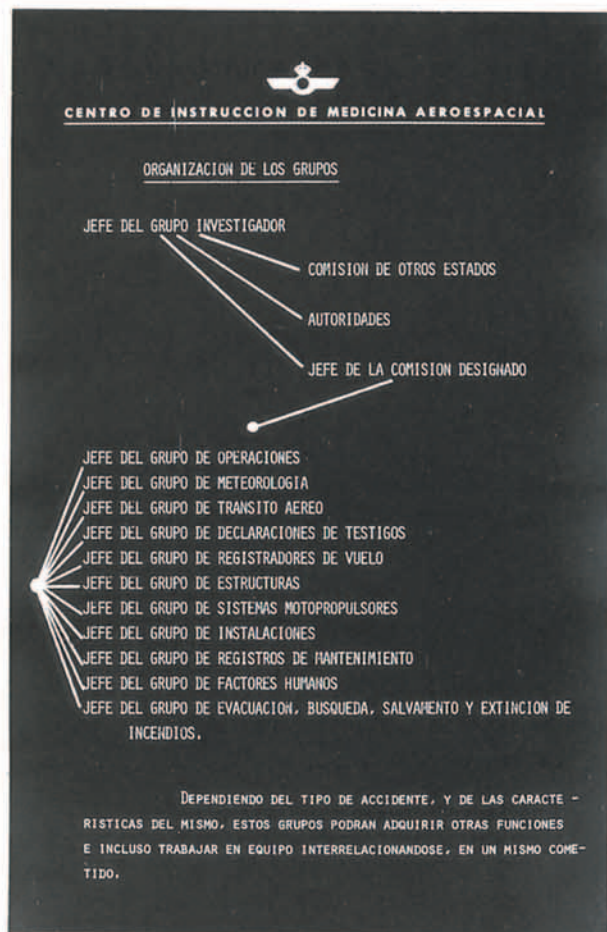 CENTRO DE INSTRUCCION DE MEDICINA AEROESPACIAL
ORGANIZACION DE LOS GRUPOS
JEFE DEL GRUPO INVESTIGADOR
COMISION DE OTROS ESTADOS
AUTORIDADES
JEFE DE LA COMISION DESIGNADO
JEFE DEL GRUPO DE OPERACIONES
JEFE DEL GRUPO DE METEOROLOGIA
JEFE DEL GRUPO DE TRANSITO AEREO
JEFE DEL GRUPO DE DECLARACIONES DE TESTIGOS
JEFE DEL GRUPO DE REGISTRADORES DE VUELO
JEFE DEL GRUPO DE ESTRUCTURAS
JEFE DEL GRUPO DE SISTEMAS MOTOPROPULSORES
JEFE DEL GRUPO DE INSTALACIONES
JEFE DEL GRUPO DE REGISTROS DE MANTENIMIENTO
JEFE DEL GRUPO DE FACTORES HUMANOS
JEFE DEL GRUPO DE EVACUACION, BUSQUEDA, SALVAMENTO Y EXTINCION DE
INCENDIOS.
DEPENDIENDO DEL TIPO DE ACCIDENTE, Y DE LAS CARACTE -
RISTICAS DEL MISMO, ESTOS GRUPOS PODRAN ADQUIRIR OTRAS FUNCIONES
E INCLUSO TRABAJAR EN EQUIPO INTERRELACIONANDOSE, EN UN MISMO COME-
TIDO.